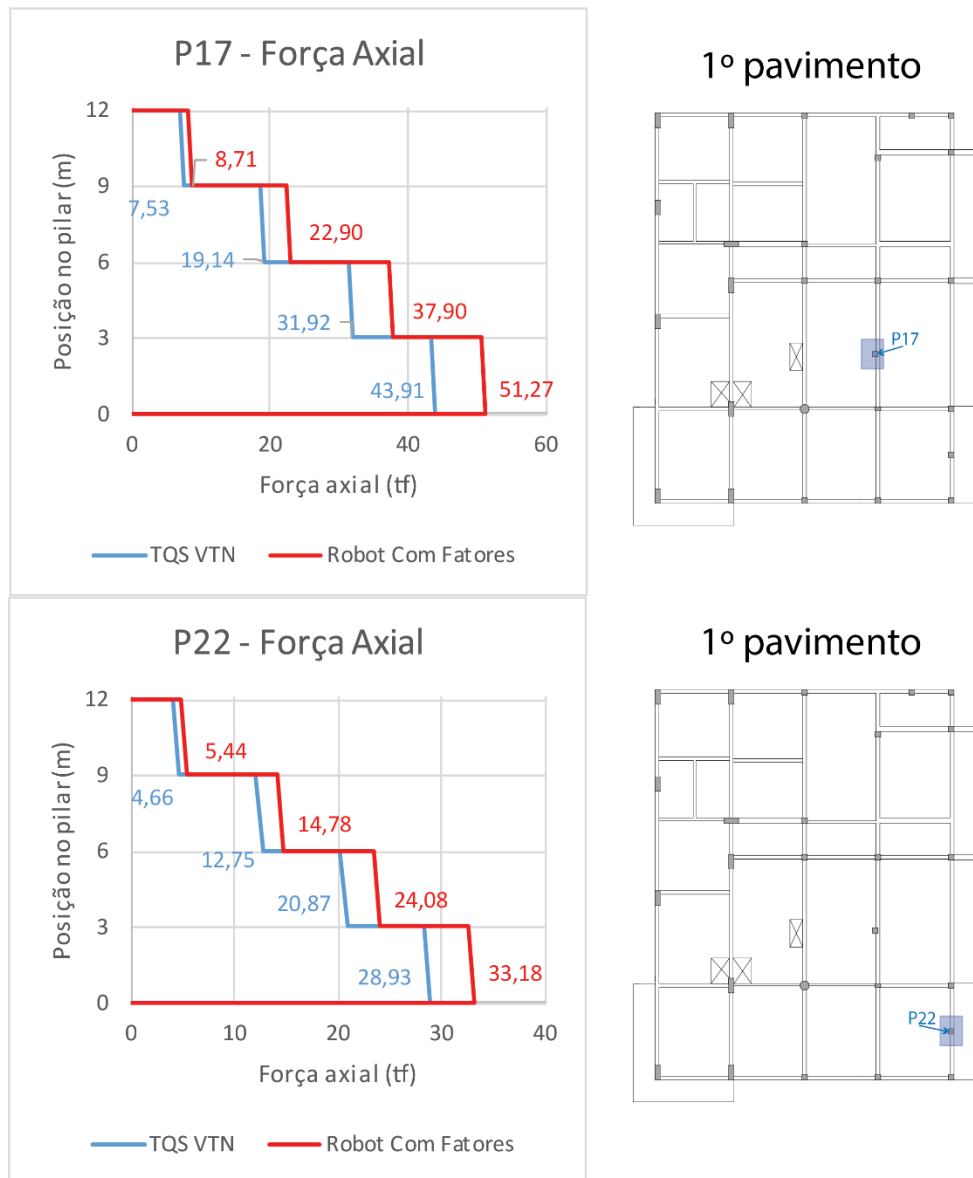 P17 - Força Axial
1º pavimento
Posição no pilar (m)
12
9
6
3
0
8,71
7,53
22,90
19,14
37,90
31,92
51,27
43,91
0 20 40 60
Força axial (tf)
TQS VTN Robot Com Fatores
P17
P22 - Força Axial
1º pavimento
Posição no pilar (m)
12
9
6
3
0
5,44
4,66
14,78
12,75
24,08
20,87
33,18
28,93
0 10 20 30 40
Força axial (tf)
TQS VTN Robot Com Fatores
P22